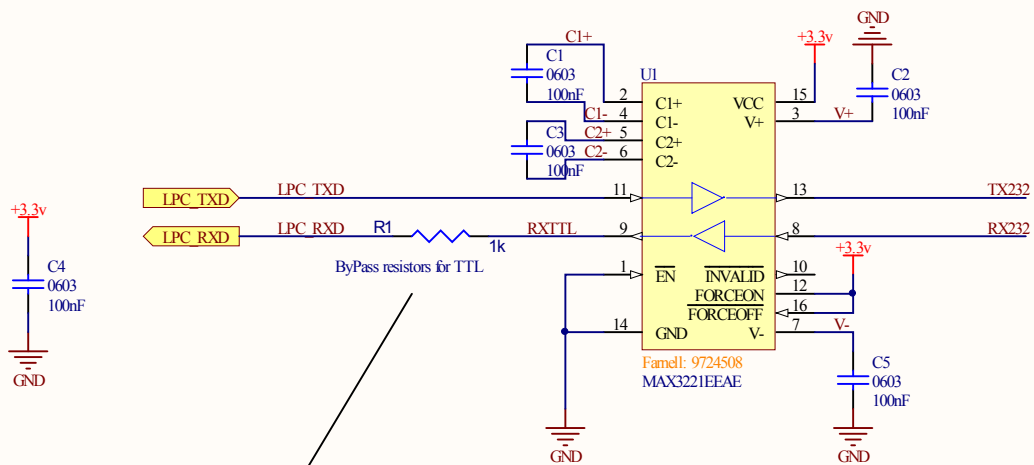 GND
+3.3v
C1+
C1
0603
100nF
U1
C2
0603
100nF
2
C1+
VCC
15
C1-
4
C1-
V+
3
V+
C2+
5
C2+
C3
0603
100nF
C2-
6
C2-
LPC_TXD
LPC_TXD
11
13
TX232
+3.3v
LPC_RXD
LPC_RXD
R1
1k
RXTTL
9
8
RX232
ByPass resistors for TTL
+3.3v
C4
0603
100nF
1
EN
INVALID
10
FORCEON
12
FORCEOFF
16
14
GND
V-
7
V-
GND
Farnell: 9724508
MAX3221EEAE
C5
0603
100nF
GND
GND